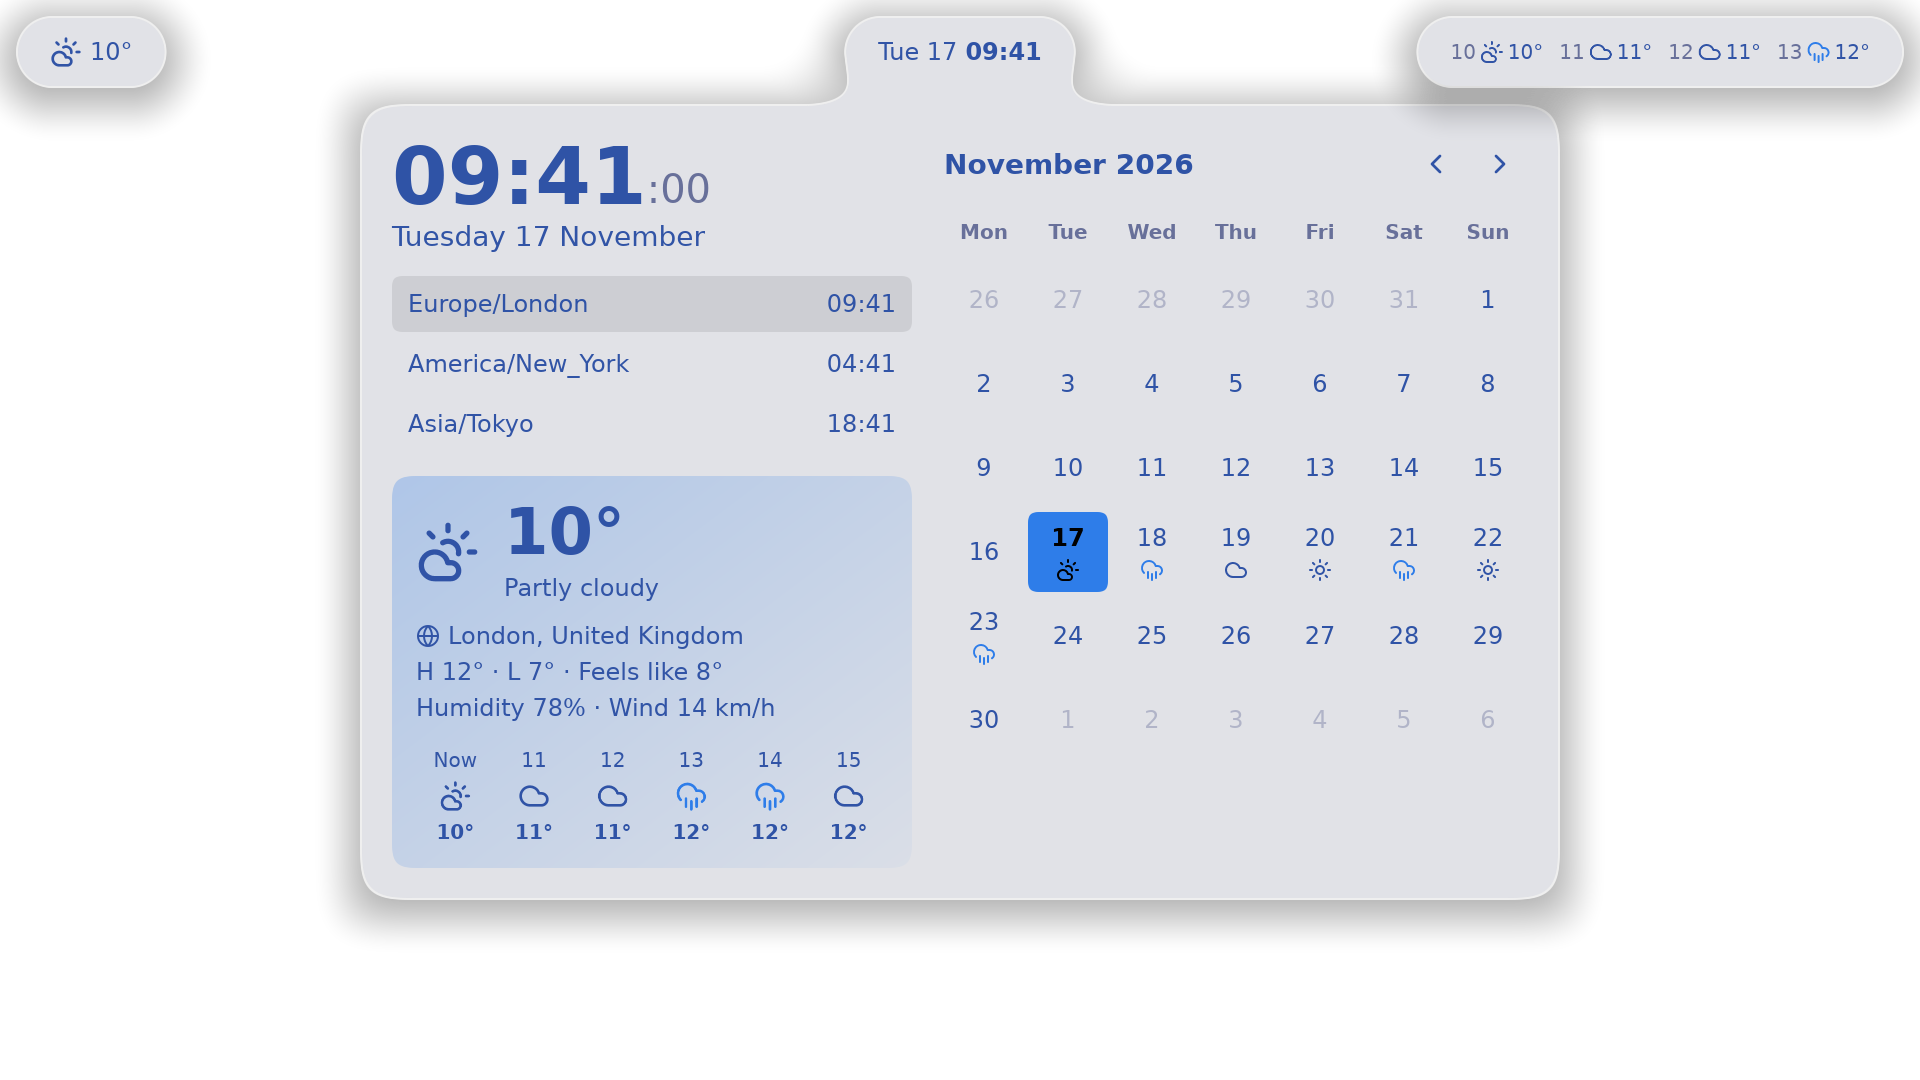 10°
Tue 17 09:41
10 10° 11 11° 12 11° 13 12°
09:41:00
Tuesday 17 November
Europe/London 09:41
America/New_York 04:41
Asia/Tokyo 18:41
10°
Partly cloudy
London, United Kingdom
H 12° · L 7° · Feels like 8°
Humidity 78% · Wind 14 km/h
Now 11 12 13 14 15
10° 11° 11° 12° 12° 12°
November 2026
Mon Tue Wed Thu Fri Sat Sun
26 27 28 29 30 31 1
2 3 4 5 6 7 8
9 10 11 12 13 14 15
16 17 18 19 20 21 22
23 24 25 26 27 28 29
30 1 2 3 4 5 6